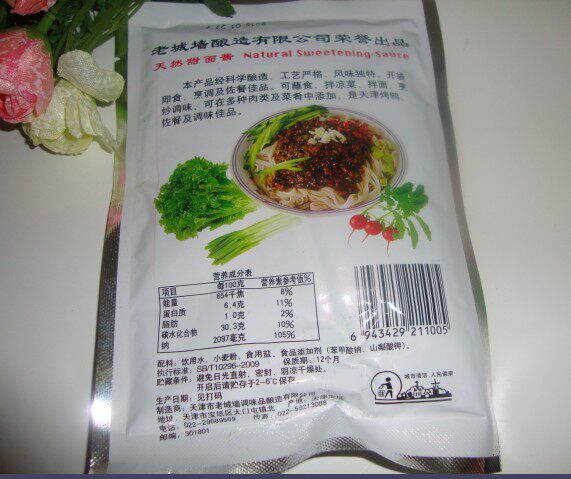 老城墙酿造有限公司荣誉出品
天然甜面酱 Natural Sweetening Sauce
本产品经科学酿造，工艺严格，风味独特，开袋
即食，烹调及佐餐佳品。可蘸食、拌凉菜、拌面、烹
炒调味，可在多种肉类及菜肴中添加，是天津烤鸭，
佐餐及调味佳品。
营养成分表
项目 每100克 营养素参考值%
能量 654千焦 8%
蛋白质 6.4克 11%
脂肪 1.0克 2%
碳水化合物 30.3克 10%
钠 2097毫克 105%
6 943429 211005
配料：饮用水、小麦粉、食用盐、食品添加剂（苯甲酸钠、山梨酸钾）。
执行标准：SB/T10296-2009 保质期：12个月
贮藏条件：避免日光直射，密封，阴凉干燥处，
开启后请贮存于2-6℃保存。
生产日期：见打码
制造商：天津市老城墙调味品酿造有限公司 产地：天津
地址：天津市宝坻区大口屯镇北
电话：022-29689569 传真：022-59213088
邮编：301801
城市清洁 人民健康